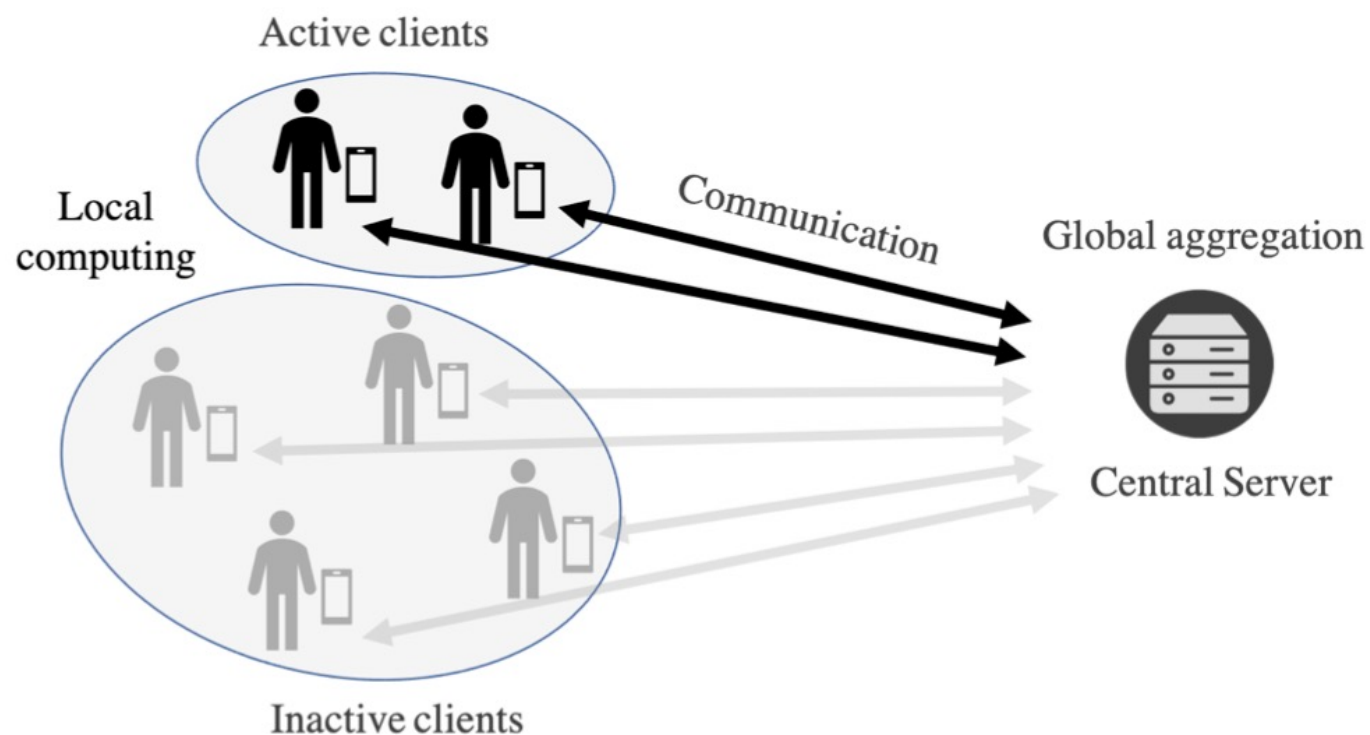 Active clients
Local
computing
Communication
Global aggregation
Central Server
Inactive clients